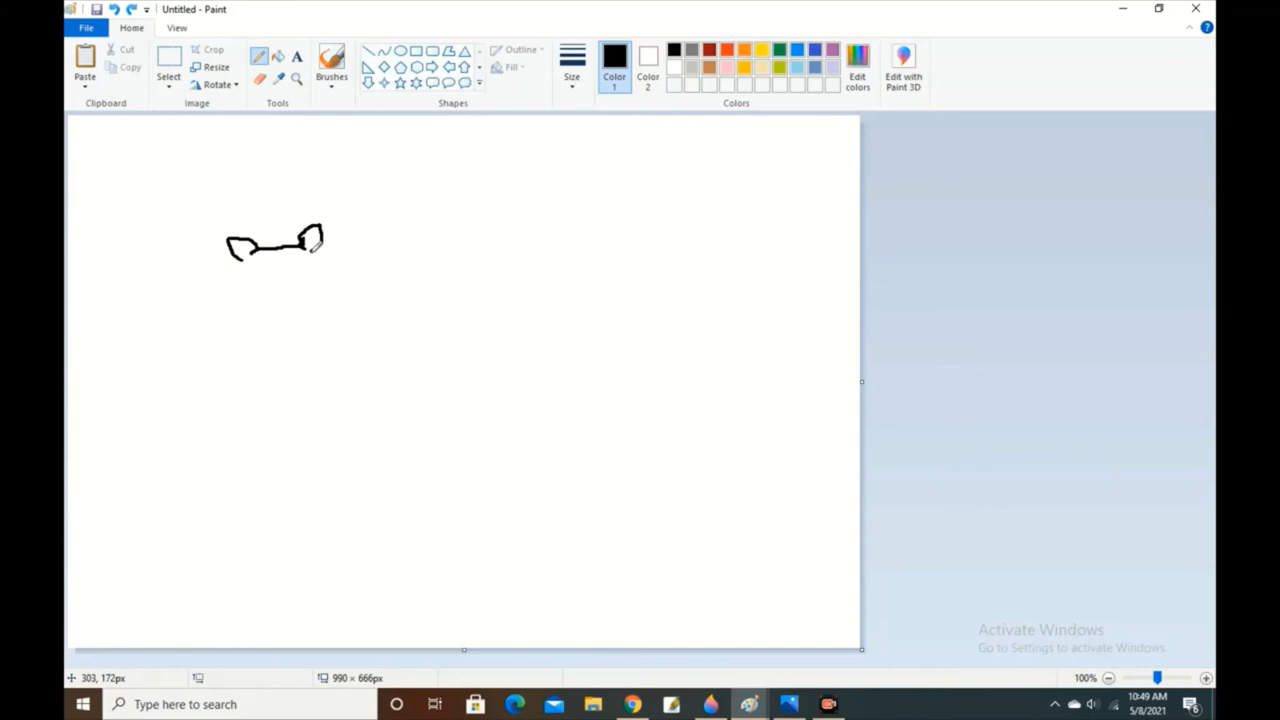 Untitled - Paint
File Home View
Paste
Cut
Copy
Clipboard
Select
Crop
Resize
Rotate
Image
A
Tools
Brushes
Outline
Fill
Shapes
Size
Color 1
Color 2
Edit colors
Colors
Edit with Paint 3D
Activate Windows
Go to Settings to activate Windows.
303, 172px
990 × 666px
100%
Type here to search
10:49 AM
5/8/2021
6